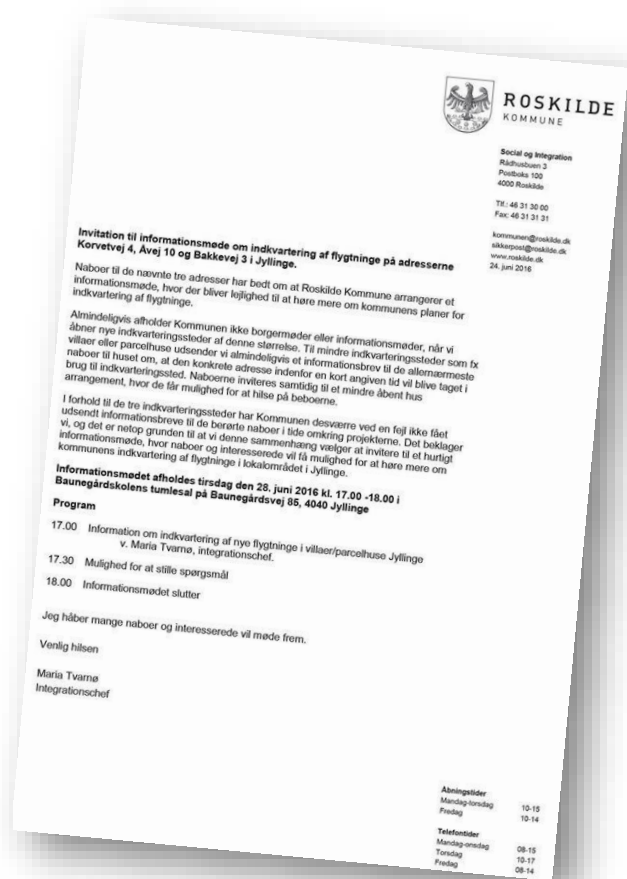 ROSKILDE
KOMMUNE
Social og Integration
Rådhusbuen 3
Postboks 100
4000 Roskilde
Tlf.: 46 31 30 00
Fax: 46 31 31 31
kommunen@roskilde.dk
sikkerpost@roskilde.dk
www.roskilde.dk
24. juni 2016
Invitation til informationsmøde om indkvartering af flygtninge på adresserne
Korvetvej 4, Åvej 10 og Bakkevej 3 i Jyllinge.
Naboer til de nævnte tre adresser har bedt om at Roskilde Kommune arrangerer et
informationsmøde, hvor der bliver lejlighed til at høre mere om kommunens planer for
indkvartering af flygtninge.
Almindeligvis afholder Kommunen ikke borgermøder eller informationsmøder, når vi
åbner nye indkvarteringssteder af denne størrelse. Til mindre indkvarteringssteder som fx
villaer eller parcelhuse udsender vi almindeligvis et informationsbrev til de allernærmeste
naboer til huset om, at den konkrete adresse indenfor en kort angiven tid vil blive taget i
brug til indkvarteringssted. Naboerne inviteres samtidig til et mindre åbent hus
arrangement, hvor de får mulighed for at hilse på beboerne.
I forhold til de tre indkvarteringssteder har Kommunen desværre ved en fejl ikke fået
udsendt informationsbreve til de berørte naboer i tide omkring projekterne. Det beklager
vi, og det er netop grunden til at vi denne sammenhæng vælger at invitere til et hurtigt
informationsmøde, hvor naboer og interesserede vil få mulighed for at høre mere om
kommunens indkvartering af flygtninge i lokalområdet i Jyllinge.
Informationsmødet afholdes tirsdag den 28. juni 2016 kl. 17.00 -18.00 i
Baunegårdskolens tumlesal på Baunegårdsvej 85, 4040 Jyllinge
Program
17.00 Information om indkvartering af nye flygtninge i villaer/parcelhuse Jyllinge
v. Maria Tvarnø, integrationschef.
17.30 Mulighed for at stille spørgsmål
18.00 Informationsmødet slutter
Jeg håber mange naboer og interesserede vil møde frem.
Venlig hilsen
Maria Tvarnø
Integrationschef
Åbningstider
Mandag-torsdag 10-15
Fredag 10-14
Telefontider
Mandag-onsdag 08-15
Torsdag 10-17
Fredag 08-14